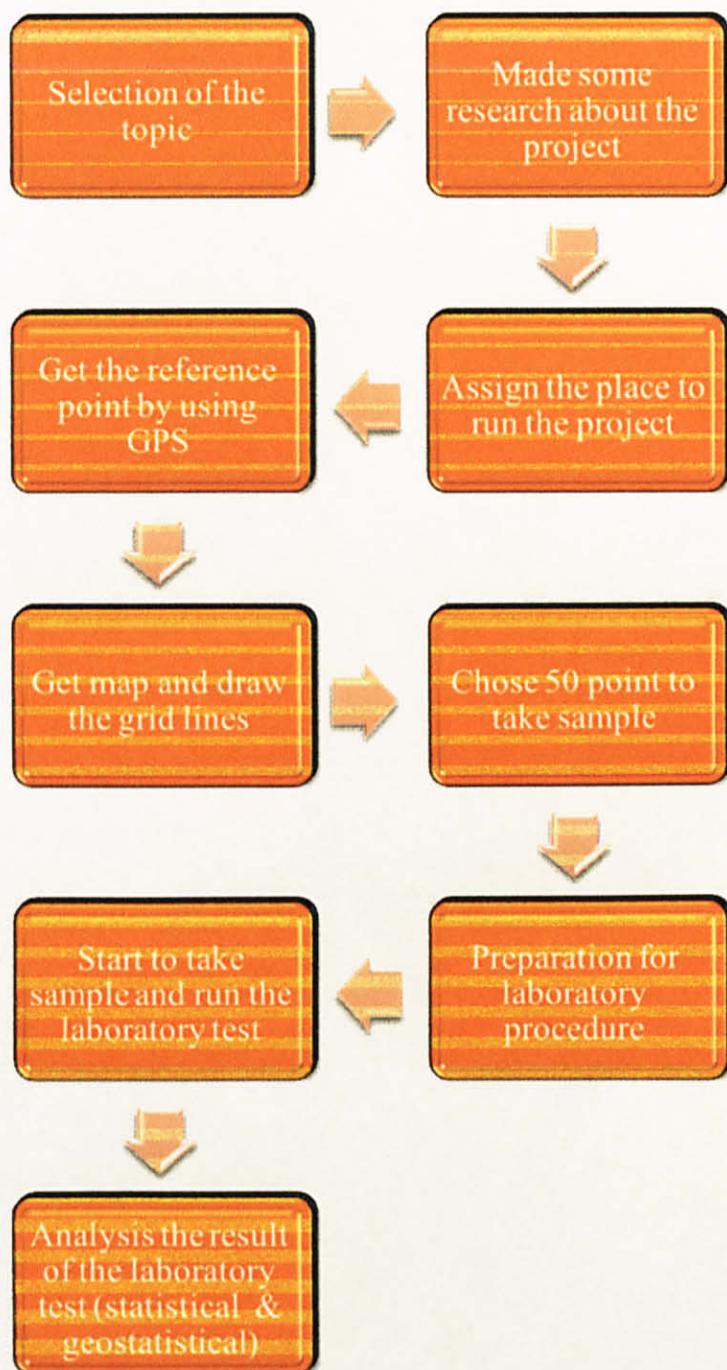 Selection of the
topic
Made some
research about the
project
Assign the place to
run the project
Get the reference
point by using
GPS
Get map and draw
the grid lines
Chose 50 point to
take sample
Preparation for
laboratory
procedure
Start to take
sample and run the
laboratory test
Analysis the result
of the laboratory
test (statistical &
geostatistical)